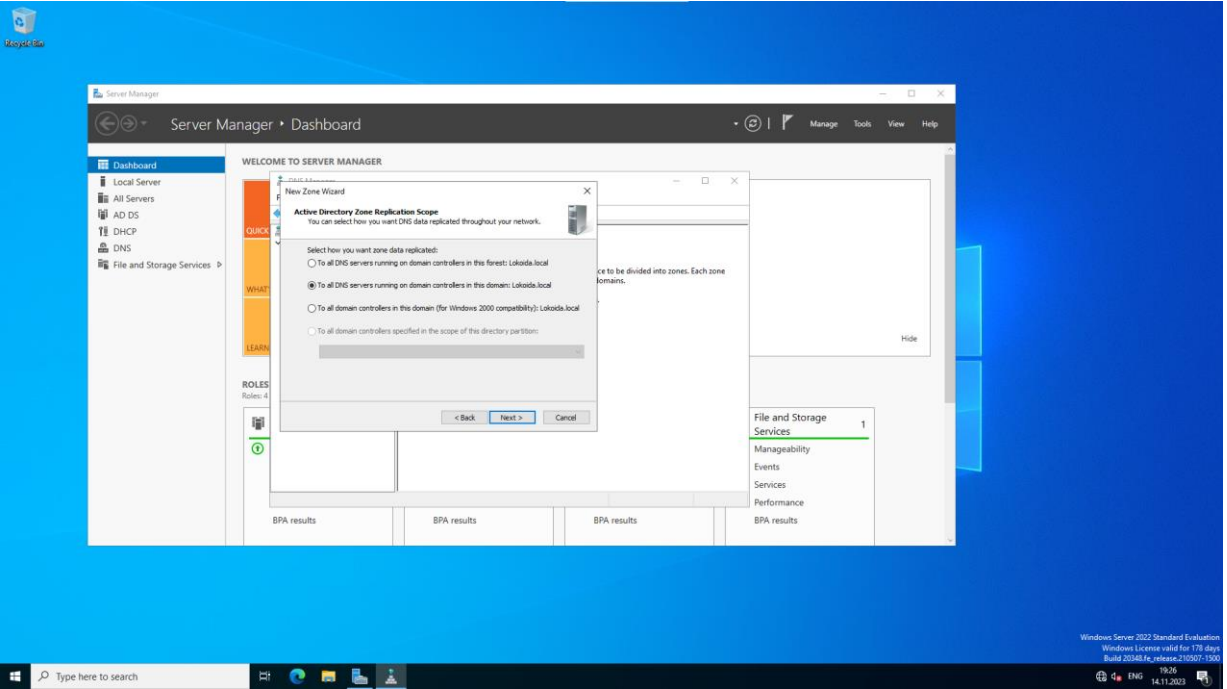 Recycle Bin
Server Manager
Server Manager • Dashboard
Manage Tools View Help
Dashboard
Local Server
All Servers
AD DS
DHCP
DNS
File and Storage Services
WELCOME TO SERVER MANAGER
DNS Manager
New Zone Wizard
Active Directory Zone Replication Scope
You can select how you want DNS data replicated throughout your network.
Select how you want zone data replicated:
To all DNS servers running on domain controllers in this forest: Lokoida.local
To all DNS servers running on domain controllers in this domain: Lokoida.local
To all domain controllers in this domain (for Windows 2000 compatibility): Lokoida.local
To all domain controllers specified in the scope of this directory partition:
< Back Next > Cancel
QUICK
WHAT'
LEARN
ce to be divided into zones. Each zone
domains.
Hide
ROLES
Roles: 4
File and Storage
Services 1
Manageability
Events
Services
Performance
BPA results BPA results BPA results BPA results
Windows Server 2022 Standard Evaluation
Windows License valid for 178 days
Build 20348.fe_release.210507-1500
Type here to search
ENG
19:26
14.11.2023
1